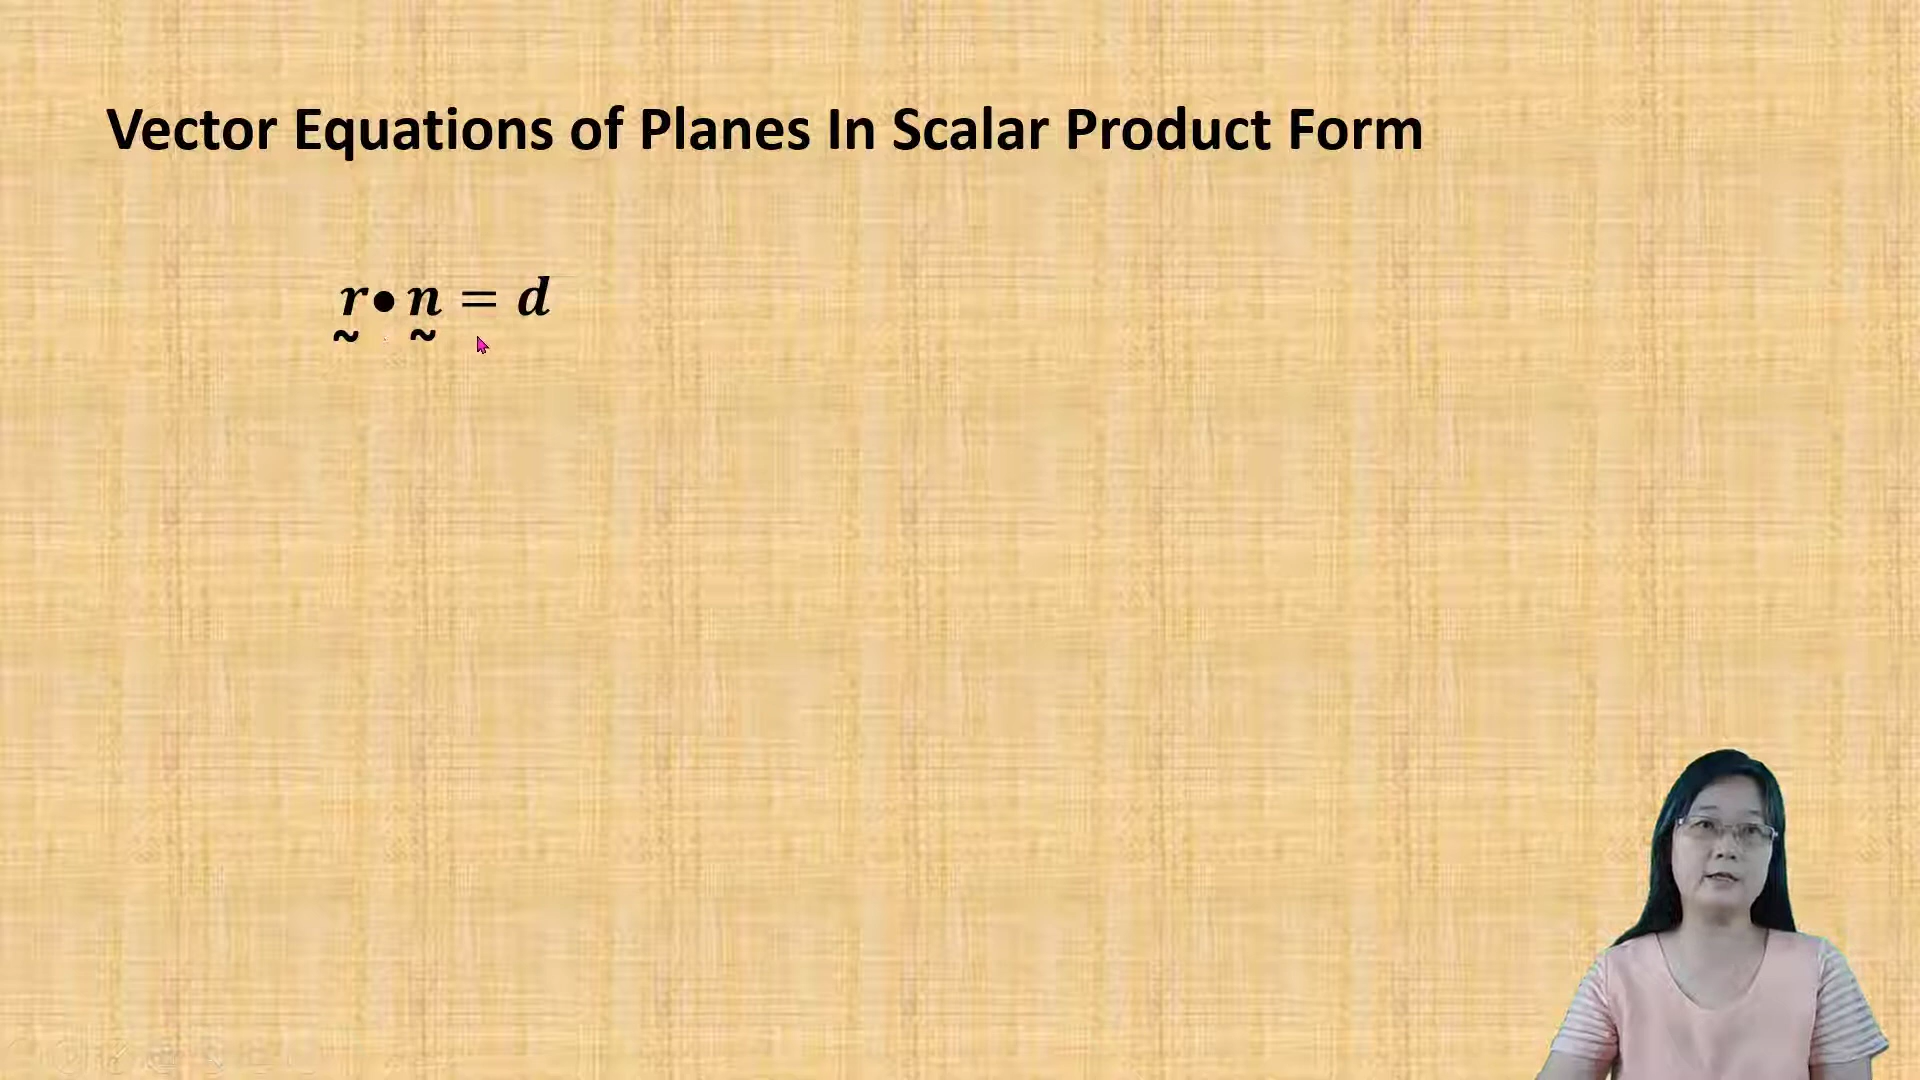 Vector Equations of Planes In Scalar Product Form
r • n = d
~ ~